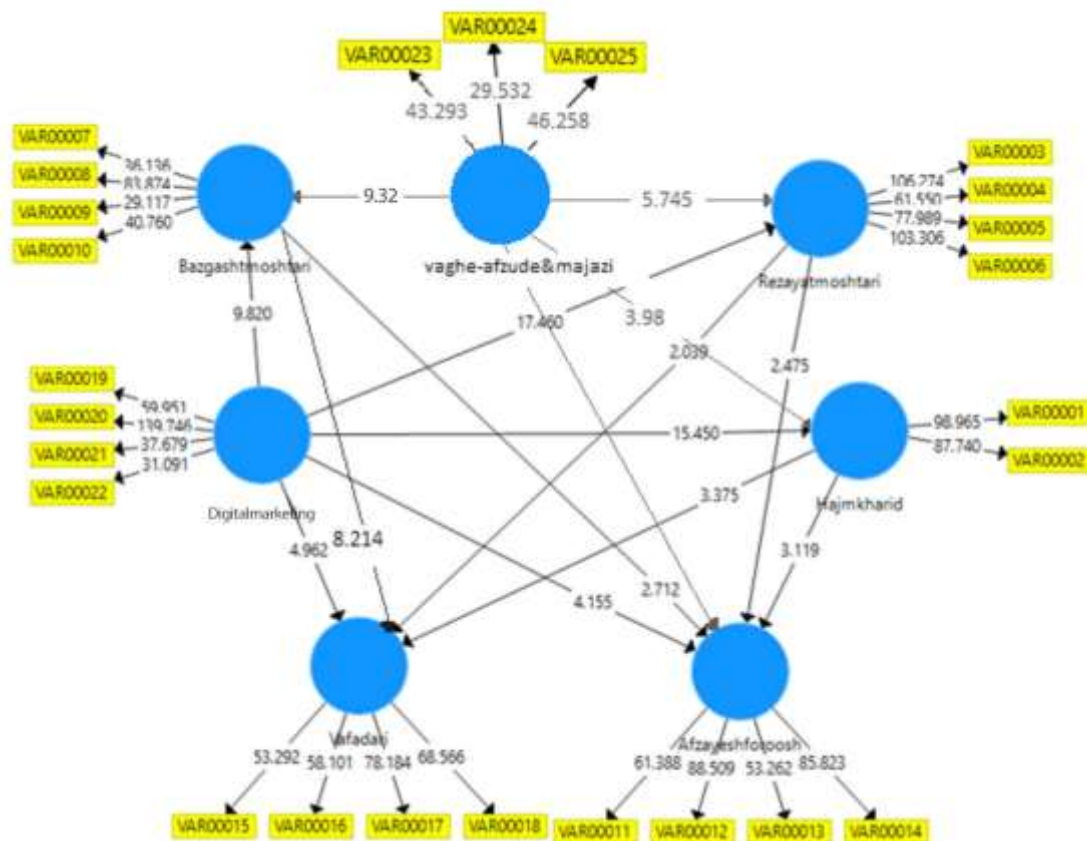 VAR00024
VAR00023
VAR00025
29.532
43.293
46.258
VAR00007
VAR00008
VAR00009
VAR00010
36.136
83.874
29.117
40.760
VAR00003
VAR00004
VAR00005
VAR00006
106.274
61.550
77.989
103.306
9.32
5.745
Bazgashtmoshtari
vaghe-afzude&majazi
Rezayatmoshtari
9.820
17.460
3.98
2.039
2.475
VAR00019
VAR00020
VAR00021
VAR00022
59.951
139.746
37.679
31.091
15.450
98.965
87.740
VAR00001
VAR00002
Digitalmarketing
3.375
Hajmkharid
4.962
8.214
3.119
4.155
2.712
Vafadari
Afzayeshforoosh
53.292
58.101
78.184
68.566
61.388
88.509
53.262
85.823
VAR00015
VAR00016
VAR00017
VAR00018
VAR00011
VAR00012
VAR00013
VAR00014